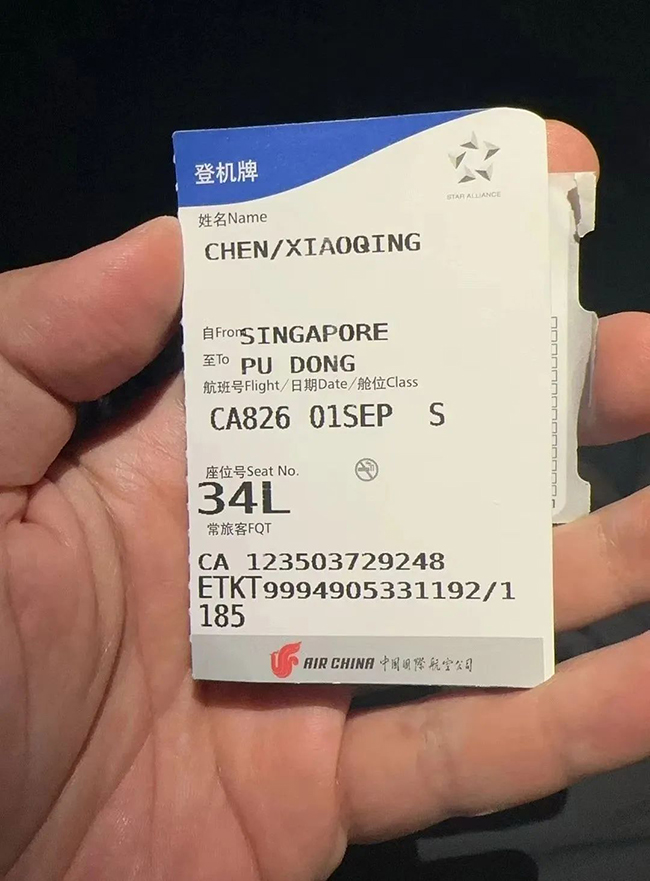 登机牌
STAR ALLIANCE
姓名Name
CHEN/XIAOQING
自From SINGAPORE
至To PU DONG
航班号Flight/日期Date/舱位Class
CA826 01SEP S
座位号Seat No.
34L
常旅客FQT
CA 123503729248
ETKT9994905331192/1
185
AIR CHINA 中国国际航空公司